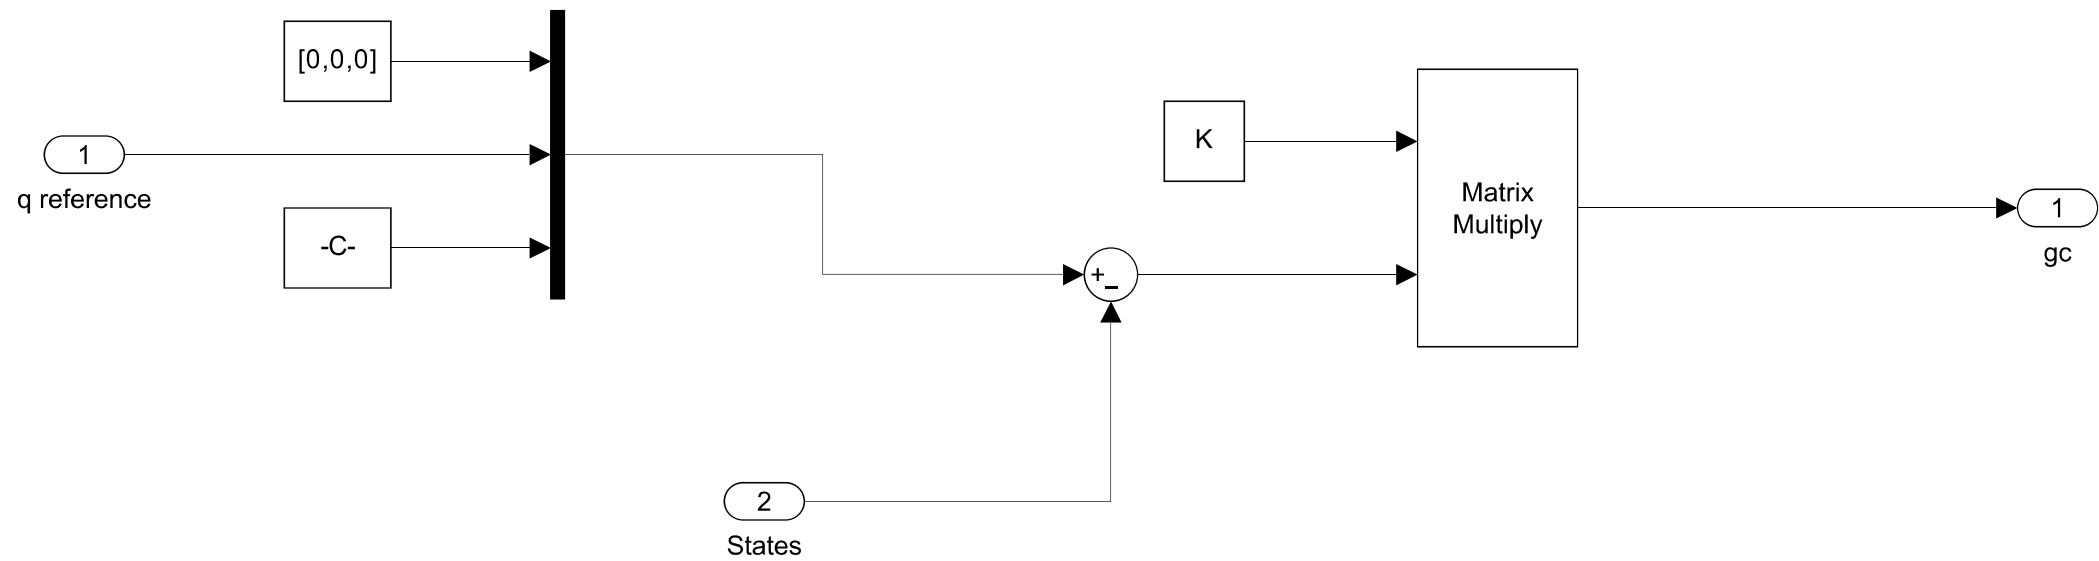 [0,0,0]
1
q reference
-C-
K
Matrix
Multiply
1
gc
+
−
2
States